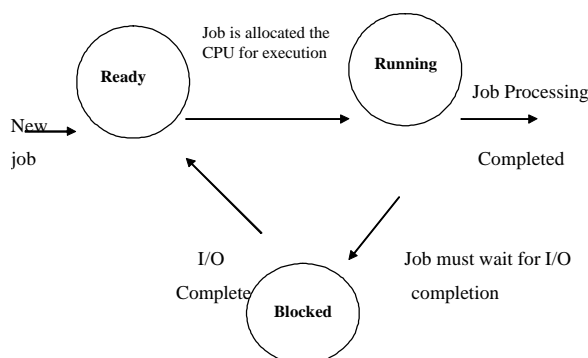 Job is allocated the
CPU for execution
Ready
Running
Job Processing
New
job
Completed
I/O
Complete
Job must wait for I/O
completion
Blocked